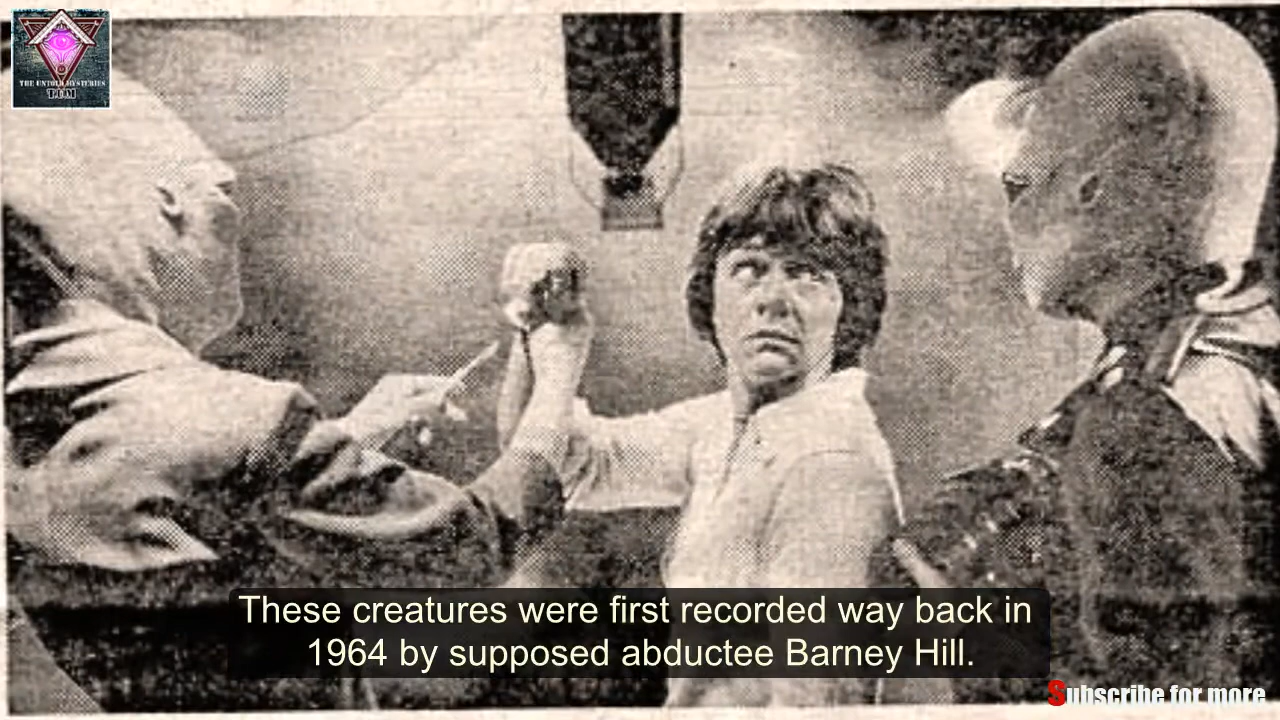 THE UNTOLD MYSTERIES
These creatures were first recorded way back in
1964 by supposed abductee Barney Hill.
Subscribe for more